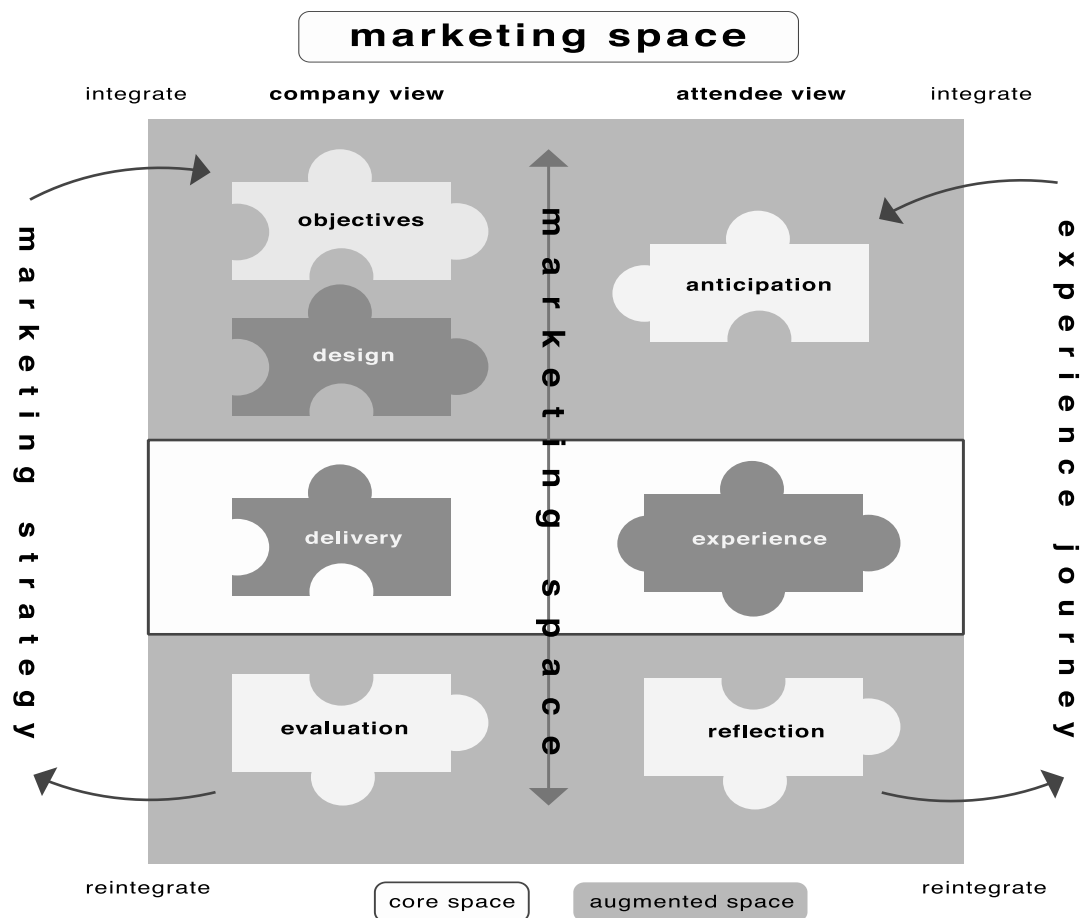 marketing space
integrate
company view
attendee view
integrate
marketing strategy
objectives
marketing space
anticipation
experience journey
design
delivery
experience
evaluation
reflection
reintegrate
core space
augmented space
reintegrate